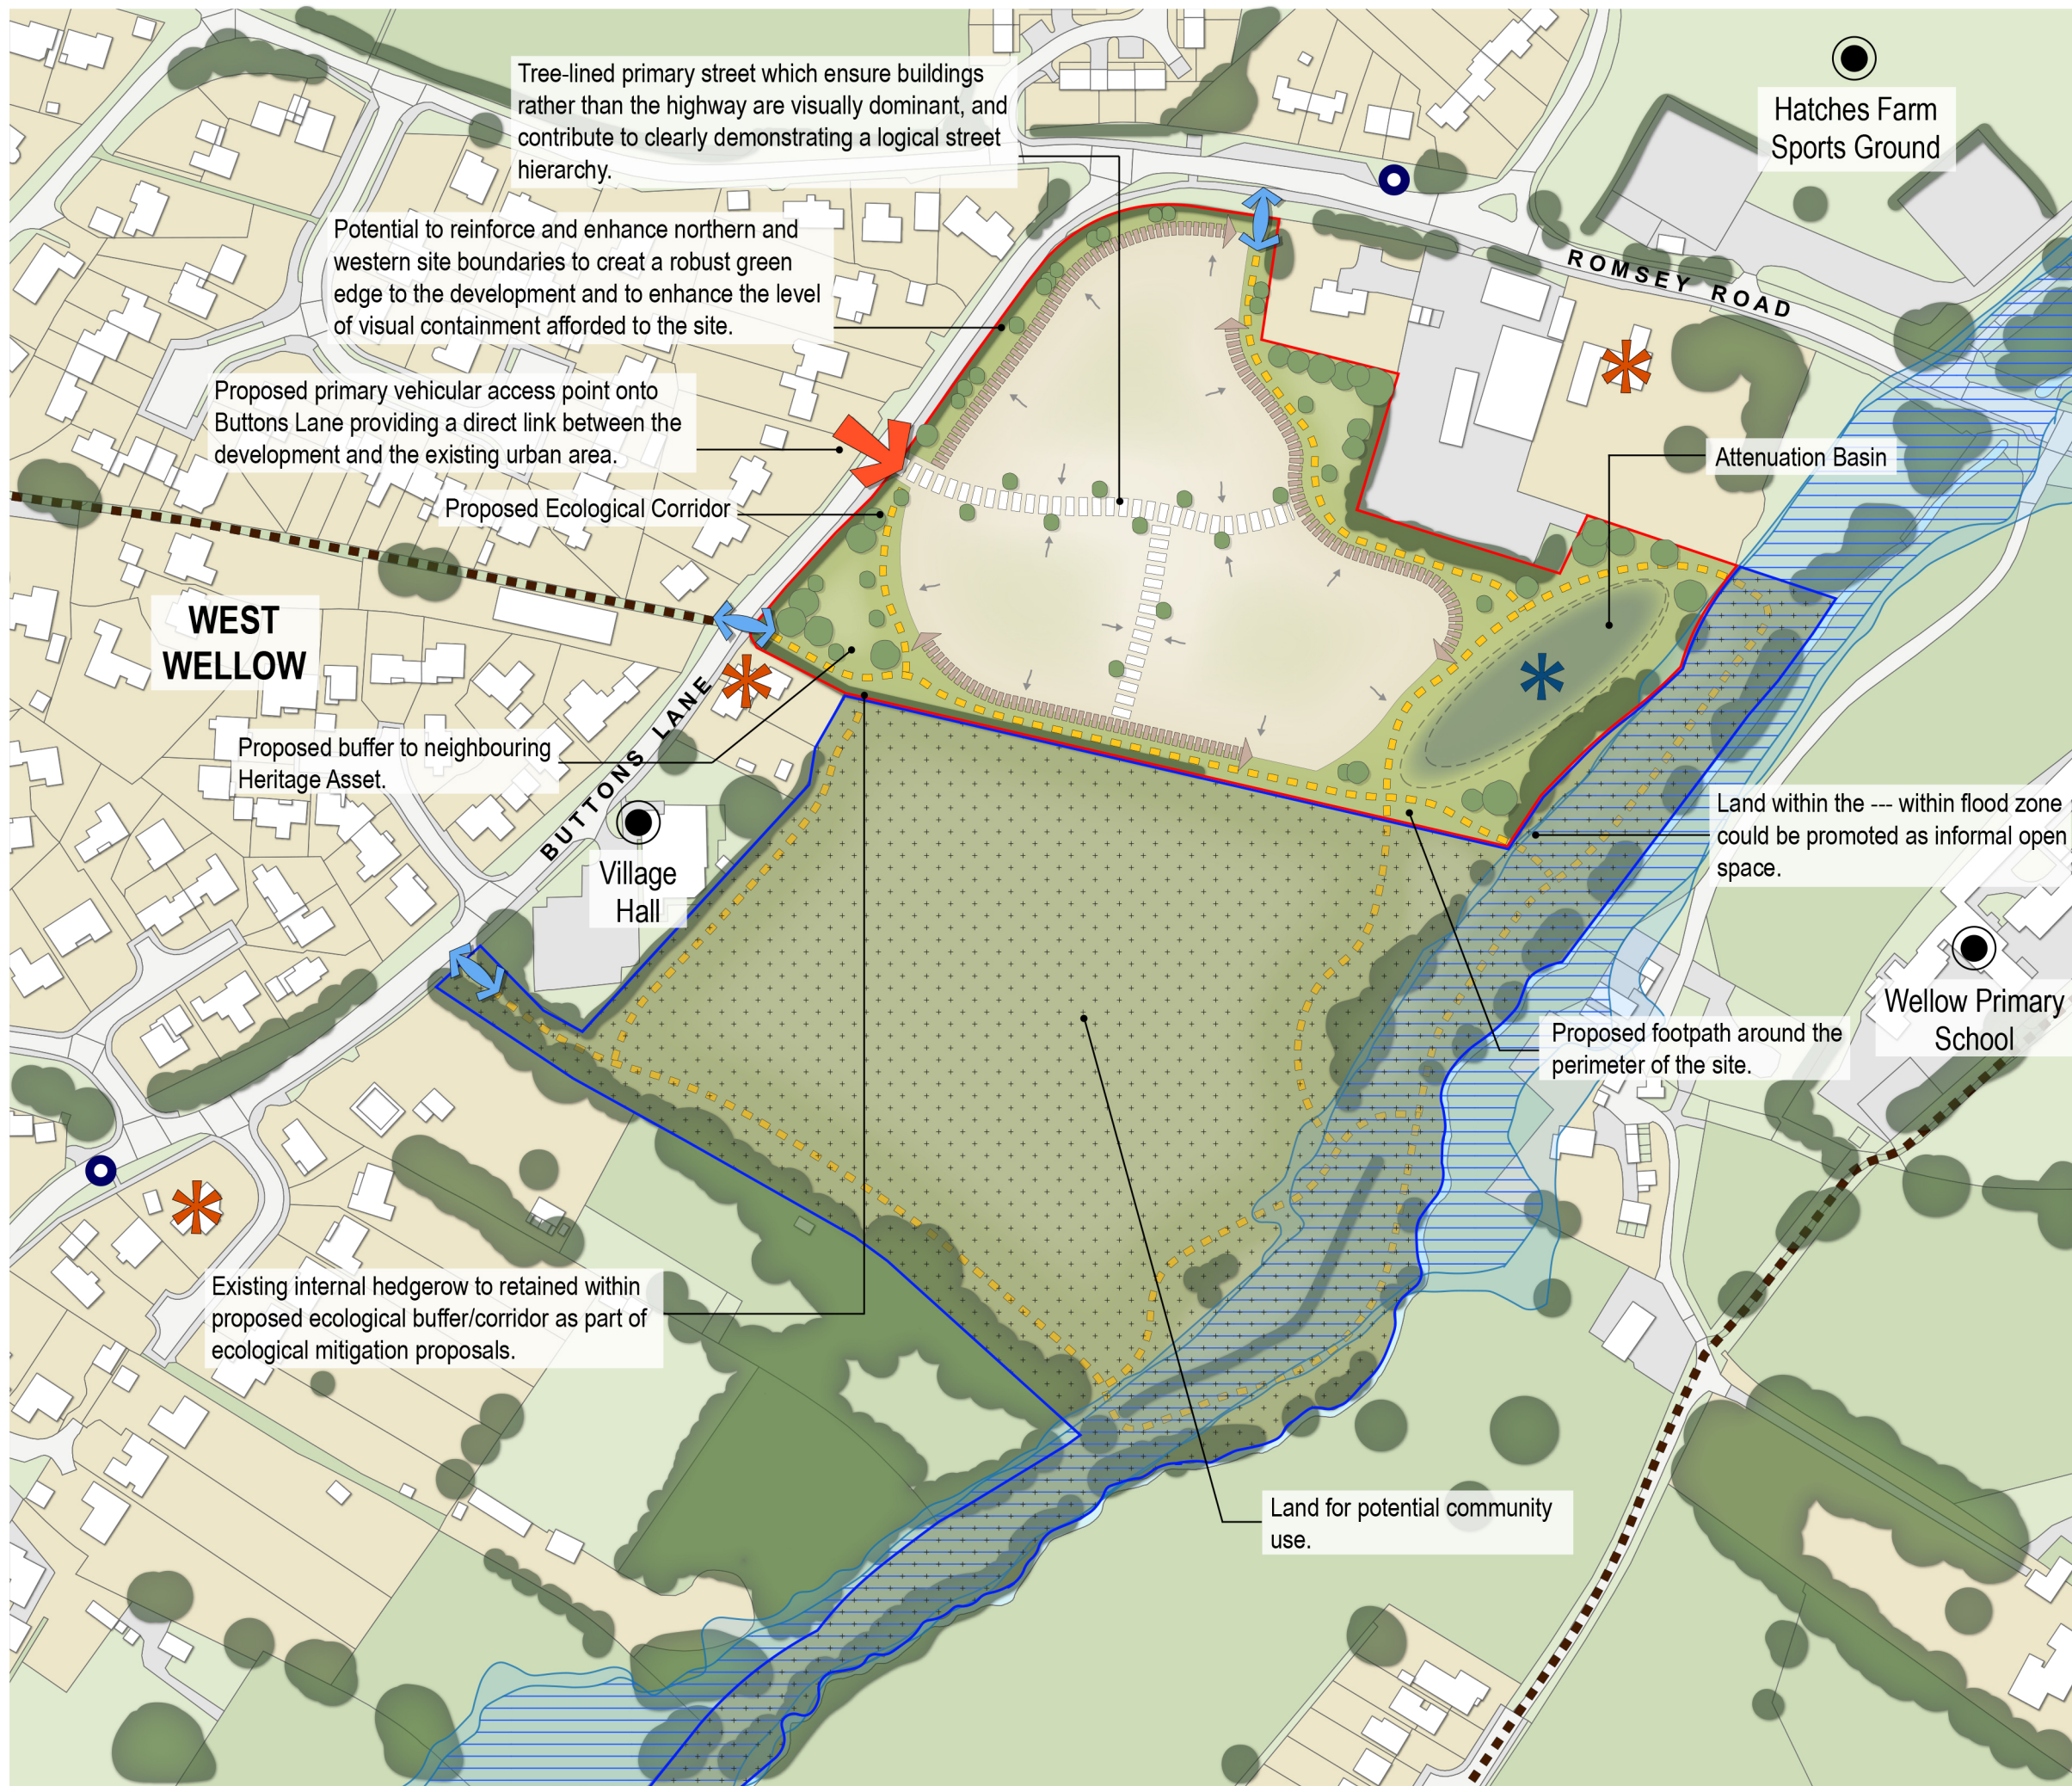 Tree-lined primary street which ensure buildings
rather than the highway are visually dominant, and
contribute to clearly demonstrating a logical street
hierarchy.
Hatches Farm
Sports Ground
Potential to reinforce and enhance northern and
western site boundaries to creat a robust green
edge to the development and to enhance the level
of visual containment afforded to the site.
ROMSEY ROAD
Proposed primary vehicular access point onto
Buttons Lane providing a direct link between the
development and the existing urban area.
Attenuation Basin
Proposed Ecological Corridor
WEST
WELLOW
BUTTONS LANE
Proposed buffer to neighbouring
Heritage Asset.
Land within the --- within flood zone
could be promoted as informal open
space.
Village
Hall
Wellow Primary
School
Proposed footpath around the
perimeter of the site.
Existing internal hedgerow to retained within
proposed ecological buffer/corridor as part of
ecological mitigation proposals.
Land for potential community
use.